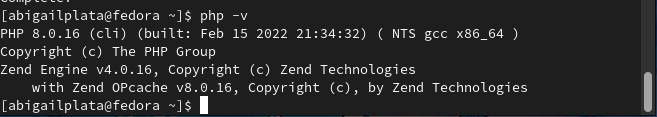 [abigailplata@fedora ~]$ php -v
PHP 8.0.16 (cli) (built: Feb 15 2022 21:34:32) ( NTS gcc x86_64 )
Copyright (c) The PHP Group
Zend Engine v4.0.16, Copyright (c) Zend Technologies
    with Zend OPcache v8.0.16, Copyright (c), by Zend Technologies
[abigailplata@fedora ~]$